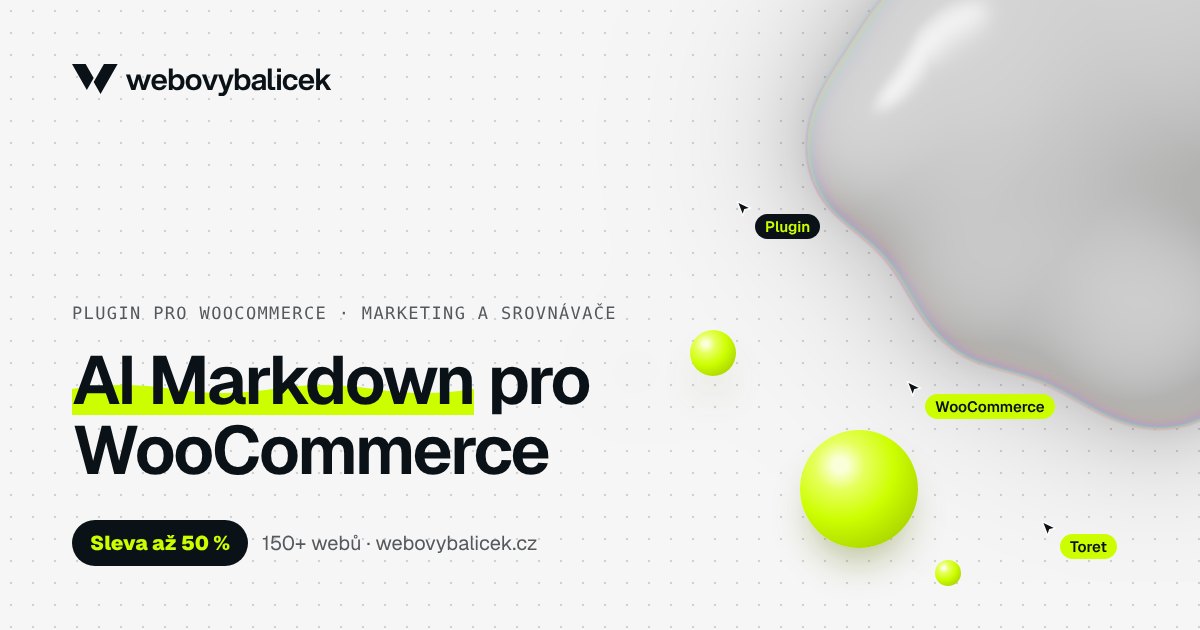 webovybalicek
Plugin
PLUGIN PRO WOOCOMMERCE · MARKETING A SROVNÁVAČE
AI Markdown pro
WooCommerce
WooCommerce
Sleva až 50 %
150+ webů · webovybalicek.cz
Toret